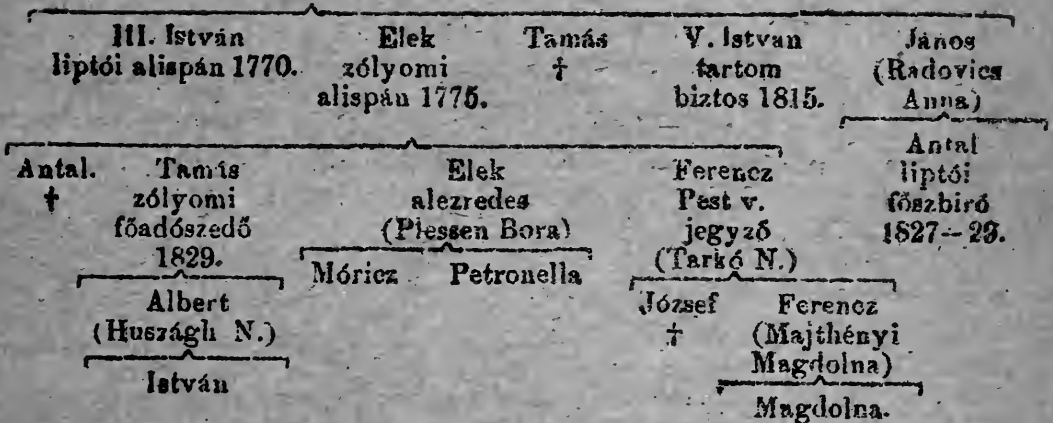 III. István Elek Tamás V. István János
liptói alispán 1770. zólyomi † tartom (Radovics
alispán 1775. biztos 1815. Anna)
Antal
Antal. Tamás Elek Ferencz liptói
† zólyomi alezredes Pest v. főszbiró
főadószedő (Plessen Bora) jegyző 1827–29.
1829. (Tarkó N.)
Móricz Petronella
Albert József Ferencz
(Huszágh N.) † (Majthényi
Magdolna)
István
Magdolna.